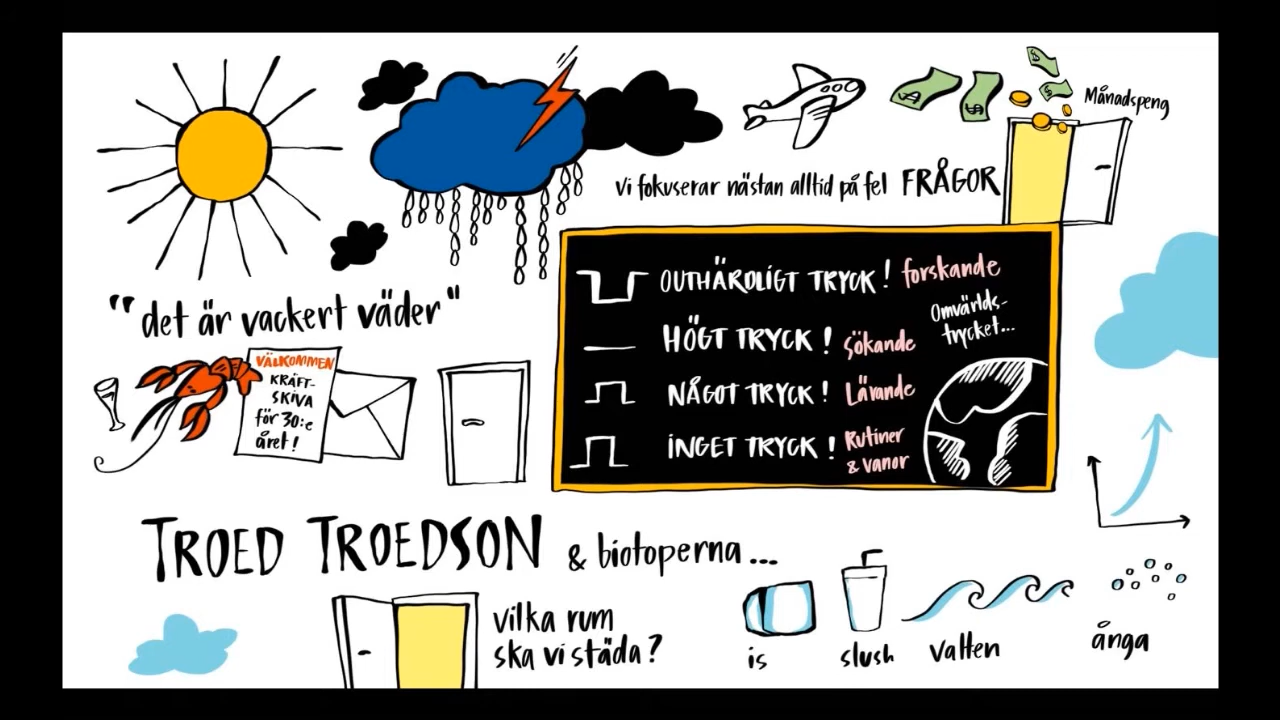 Månadspeng
Vi fokuserar nästan alltid på fel FRÅGOR
"det är vackert väder"
VÄLKOMMEN
KRÄFT-
SKIVA
för 30:e
året!
OUTHÄRDLIGT TRYCK! forskande
HÖGT TRYCK! sökande
NÅGOT TRYCK! Lärande
INGET TRYCK! Rutiner
& vanor
Omvärlds-
trycket...
TROED TROEDSON & biotoperna...
vilka rum
ska vi städa?
is
slush
vatten
ånga